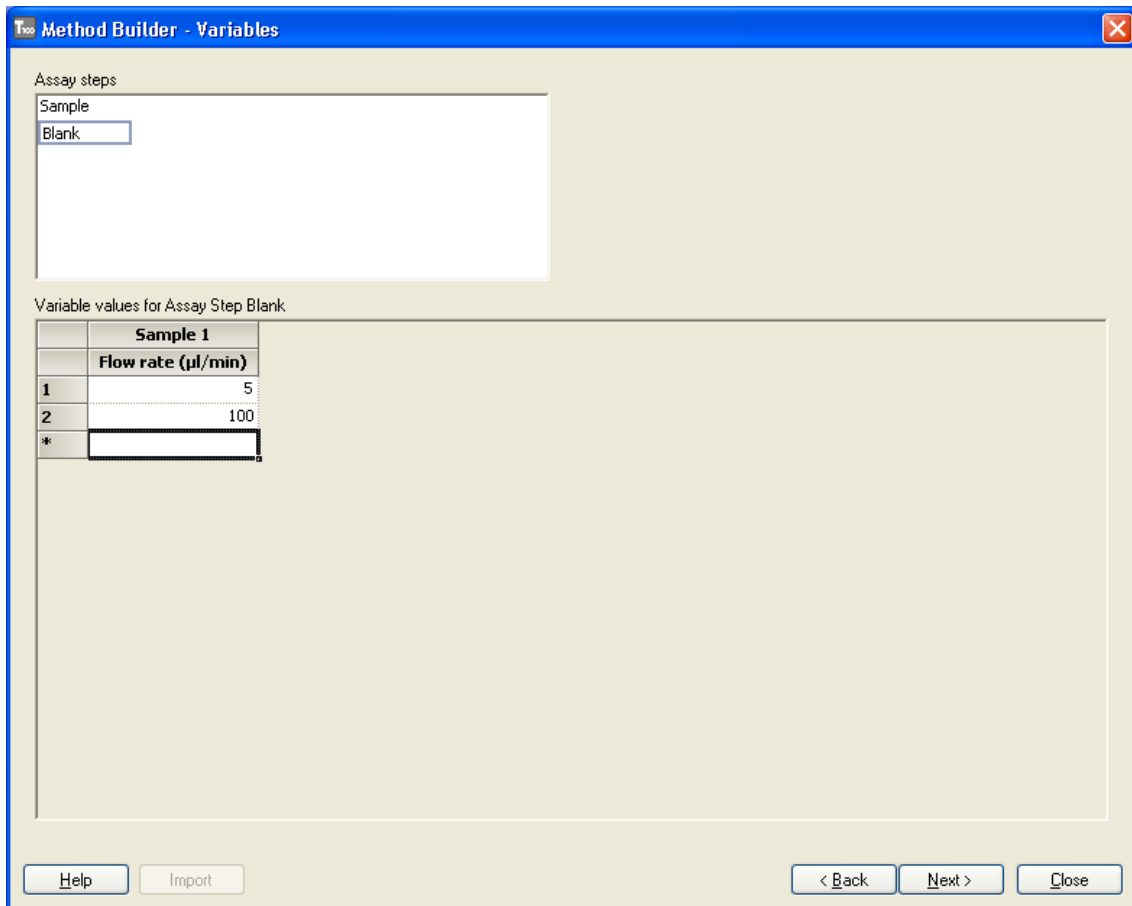 T100 Method Builder - Variables
Assay steps
Sample
Blank
Variable values for Assay Step Blank
Sample 1
Flow rate (µl/min)
1 5
2 100
*
Help Import < Back Next > Close